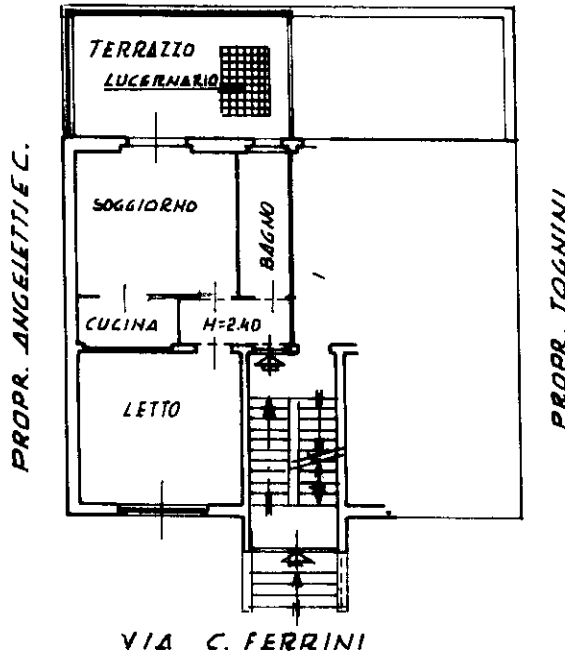 TERRAZZO
LUCERNARIO
PROPR. ANGELETTI E C.
SOGGIORNO
BAGNO
PROPR. TOGNINI
CUCINA
H=2.40
LETTO
VIA C. FERRINI